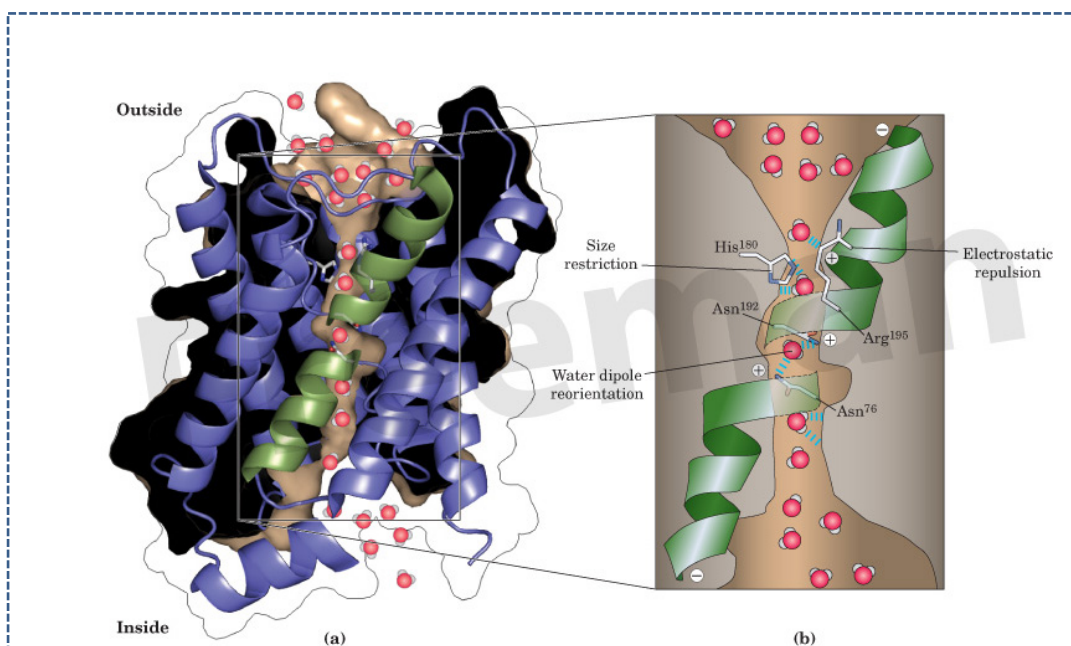 Outside
Size
restriction
His180
Electrostatic
repulsion
Asn192
Arg195
Water dipole
reorientation
Asn76
Inside
(a)
(b)